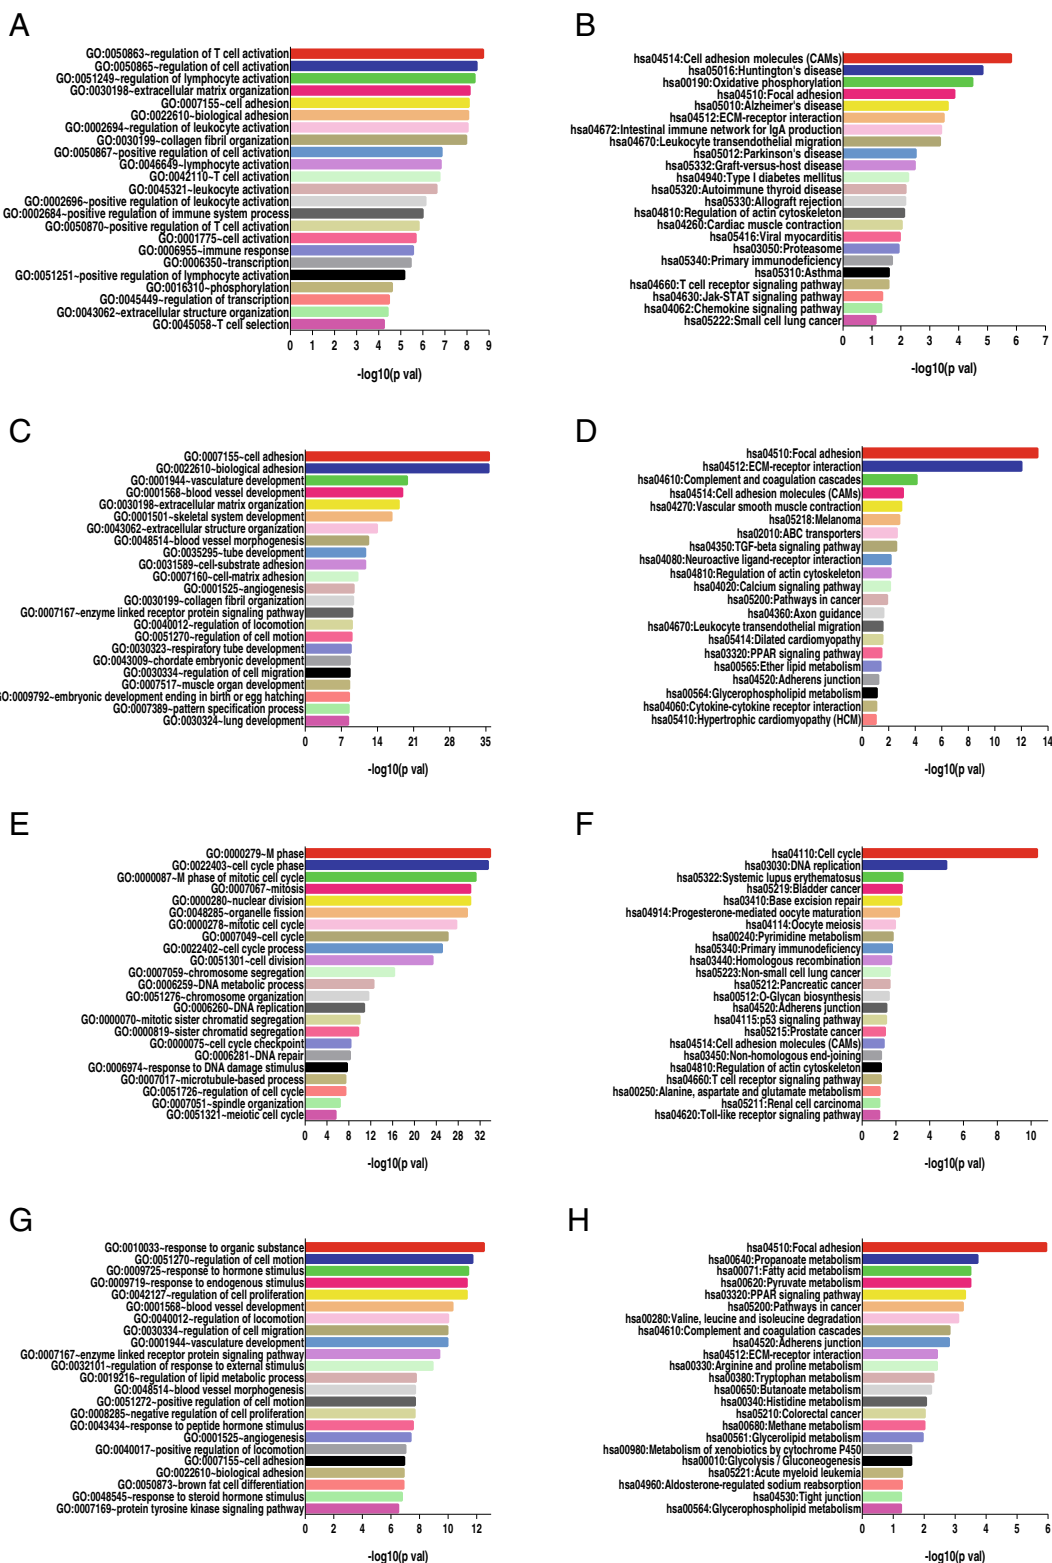 A
GO:0050863~regulation of T cell activation
GO:0050865~regulation of cell activation
GO:0051249~regulation of lymphocyte activation
GO:0030198~extracellular matrix organization
GO:0007155~cell adhesion
GO:0022610~biological adhesion
GO:0002694~regulation of leukocyte activation
GO:0030199~collagen fibril organization
GO:0050867~positive regulation of cell activation
GO:0046649~lymphocyte activation
GO:0042110~T cell activation
GO:0045321~leukocyte activation
GO:0002696~positive regulation of leukocyte activation
GO:0002684~positive regulation of immune system process
GO:0050870~positive regulation of T cell activation
GO:0001775~cell activation
GO:0006955~immune response
GO:0006350~transcription
GO:0051251~positive regulation of lymphocyte activation
GO:0016310~phosphorylation
GO:0045449~regulation of transcription
GO:0043062~extracellular structure organization
GO:0045058~T cell selection
0 1 2 3 4 5 6 7 8 9
-log10(p val)
B
hsa04514:Cell adhesion molecules (CAMs)
hsa05016:Huntington's disease
hsa00190:Oxidative phosphorylation
hsa04510:Focal adhesion
hsa05010:Alzheimer's disease
hsa04512:ECM-receptor interaction
hsa04672:Intestinal immune network for IgA production
hsa04670:Leukocyte transendothelial migration
hsa05012:Parkinson's disease
hsa05332:Graft-versus-host disease
hsa04940:Type I diabetes mellitus
hsa05320:Autoimmune thyroid disease
hsa05330:Allograft rejection
hsa04810:Regulation of actin cytoskeleton
hsa04260:Cardiac muscle contraction
hsa05416:Viral myocarditis
hsa03050:Proteasome
hsa05340:Primary immunodeficiency
hsa05310:Asthma
hsa04660:T cell receptor signaling pathway
hsa04630:Jak-STAT signaling pathway
hsa04062:Chemokine signaling pathway
hsa05222:Small cell lung cancer
0 1 2 3 4 5 6 7
-log10(p val)
C
GO:0007155~cell adhesion
GO:0022610~biological adhesion
GO:0001944~vasculature development
GO:0001568~blood vessel development
GO:0030198~extracellular matrix organization
GO:0001501~skeletal system development
GO:0043062~extracellular structure organization
GO:0048514~blood vessel morphogenesis
GO:0035295~tube development
GO:0031589~cell-substrate adhesion
GO:0007160~cell-matrix adhesion
GO:0001525~angiogenesis
GO:0030199~collagen fibril organization
GO:0007167~enzyme linked receptor protein signaling pathway
GO:0040012~regulation of locomotion
GO:0051270~regulation of cell motion
GO:0030323~respiratory tube development
GO:0043009~chordate embryonic development
GO:0030334~regulation of cell migration
GO:0007517~muscle organ development
GO:0009792~embryonic development ending in birth or egg hatching
GO:0007389~pattern specification process
GO:0030324~lung development
0 7 14 21 28 35
-log10(p val)
D
hsa04510:Focal adhesion
hsa04512:ECM-receptor interaction
hsa04610:Complement and coagulation cascades
hsa04514:Cell adhesion molecules (CAMs)
hsa04270:Vascular smooth muscle contraction
hsa05218:Melanoma
hsa02010:ABC transporters
hsa04350:TGF-beta signaling pathway
hsa04080:Neuroactive ligand-receptor interaction
hsa04810:Regulation of actin cytoskeleton
hsa04020:Calcium signaling pathway
hsa05200:Pathways in cancer
hsa04360:Axon guidance
hsa04670:Leukocyte transendothelial migration
hsa05414:Dilated cardiomyopathy
hsa03320:PPAR signaling pathway
hsa00565:Ether lipid metabolism
hsa04520:Adherens junction
hsa00564:Glycerophospholipid metabolism
hsa04060:Cytokine-cytokine receptor interaction
hsa05410:Hypertrophic cardiomyopathy (HCM)
0 2 4 6 8 10 12 14
-log10(p val)
E
GO:0000279~M phase
GO:0022403~cell cycle phase
GO:0000087~M phase of mitotic cell cycle
GO:0007067~mitosis
GO:0000280~nuclear division
GO:0048285~organelle fission
GO:0000278~mitotic cell cycle
GO:0007049~cell cycle
GO:0022402~cell cycle process
GO:0051301~cell division
GO:0007059~chromosome segregation
GO:0006259~DNA metabolic process
GO:0051276~chromosome organization
GO:0006260~DNA replication
GO:0000070~mitotic sister chromatid segregation
GO:0000819~sister chromatid segregation
GO:0000075~cell cycle checkpoint
GO:0006281~DNA repair
GO:0006974~response to DNA damage stimulus
GO:0007017~microtubule-based process
GO:0051726~regulation of cell cycle
GO:0007051~spindle organization
GO:0051321~meiotic cell cycle
0 4 8 12 16 20 24 28 32
-log10(p val)
F
hsa04110:Cell cycle
hsa03030:DNA replication
hsa05322:Systemic lupus erythematosus
hsa05219:Bladder cancer
hsa03410:Base excision repair
hsa04914:Progesterone-mediated oocyte maturation
hsa04114:Oocyte meiosis
hsa00240:Pyrimidine metabolism
hsa05340:Primary immunodeficiency
hsa03440:Homologous recombination
hsa05223:Non-small cell lung cancer
hsa05212:Pancreatic cancer
hsa00512:O-Glycan biosynthesis
hsa04520:Adherens junction
hsa04115:p53 signaling pathway
hsa05215:Prostate cancer
hsa04514:Cell adhesion molecules (CAMs)
hsa03450:Non-homologous end-joining
hsa04810:Regulation of actin cytoskeleton
hsa04660:T cell receptor signaling pathway
hsa00250:Alanine, aspartate and glutamate metabolism
hsa05211:Renal cell carcinoma
hsa04620:Toll-like receptor signaling pathway
0 2 4 6 8 10
-log10(p val)
G
GO:0010033~response to organic substance
GO:0051270~regulation of cell motion
GO:0009725~response to hormone stimulus
GO:0009719~response to endogenous stimulus
GO:0042127~regulation of cell proliferation
GO:0001568~blood vessel development
GO:0040012~regulation of locomotion
GO:0030334~regulation of cell migration
GO:0001944~vasculature development
GO:0007167~enzyme linked receptor protein signaling pathway
GO:0032101~regulation of response to external stimulus
GO:0019216~regulation of lipid metabolic process
GO:0048514~blood vessel morphogenesis
GO:0051272~positive regulation of cell motion
GO:0008285~negative regulation of cell proliferation
GO:0043434~response to peptide hormone stimulus
GO:0001525~angiogenesis
GO:0040017~positive regulation of locomotion
GO:0007155~cell adhesion
GO:0022610~biological adhesion
GO:0050873~brown fat cell differentiation
GO:0048545~response to steroid hormone stimulus
GO:0007169~protein tyrosine kinase signaling pathway
0 2 4 6 8 10 12
-log10(p val)
H
hsa04510:Focal adhesion
hsa00640:Propanoate metabolism
hsa00071:Fatty acid metabolism
hsa00620:Pyruvate metabolism
hsa03320:PPAR signaling pathway
hsa05200:Pathways in cancer
hsa00280:Valine, leucine and isoleucine degradation
hsa04610:Complement and coagulation cascades
hsa04520:Adherens junction
hsa04512:ECM-receptor interaction
hsa00330:Arginine and proline metabolism
hsa00380:Tryptophan metabolism
hsa00650:Butanoate metabolism
hsa00340:Histidine metabolism
hsa05210:Colorectal cancer
hsa00680:Methane metabolism
hsa00561:Glycerolipid metabolism
hsa00980:Metabolism of xenobiotics by cytochrome P450
hsa00010:Glycolysis / Gluconeogenesis
hsa05221:Acute myeloid leukemia
hsa04960:Aldosterone-regulated sodium reabsorption
hsa04530:Tight junction
hsa00564:Glycerophospholipid metabolism
0 1 2 3 4 5 6
-log10(p val)